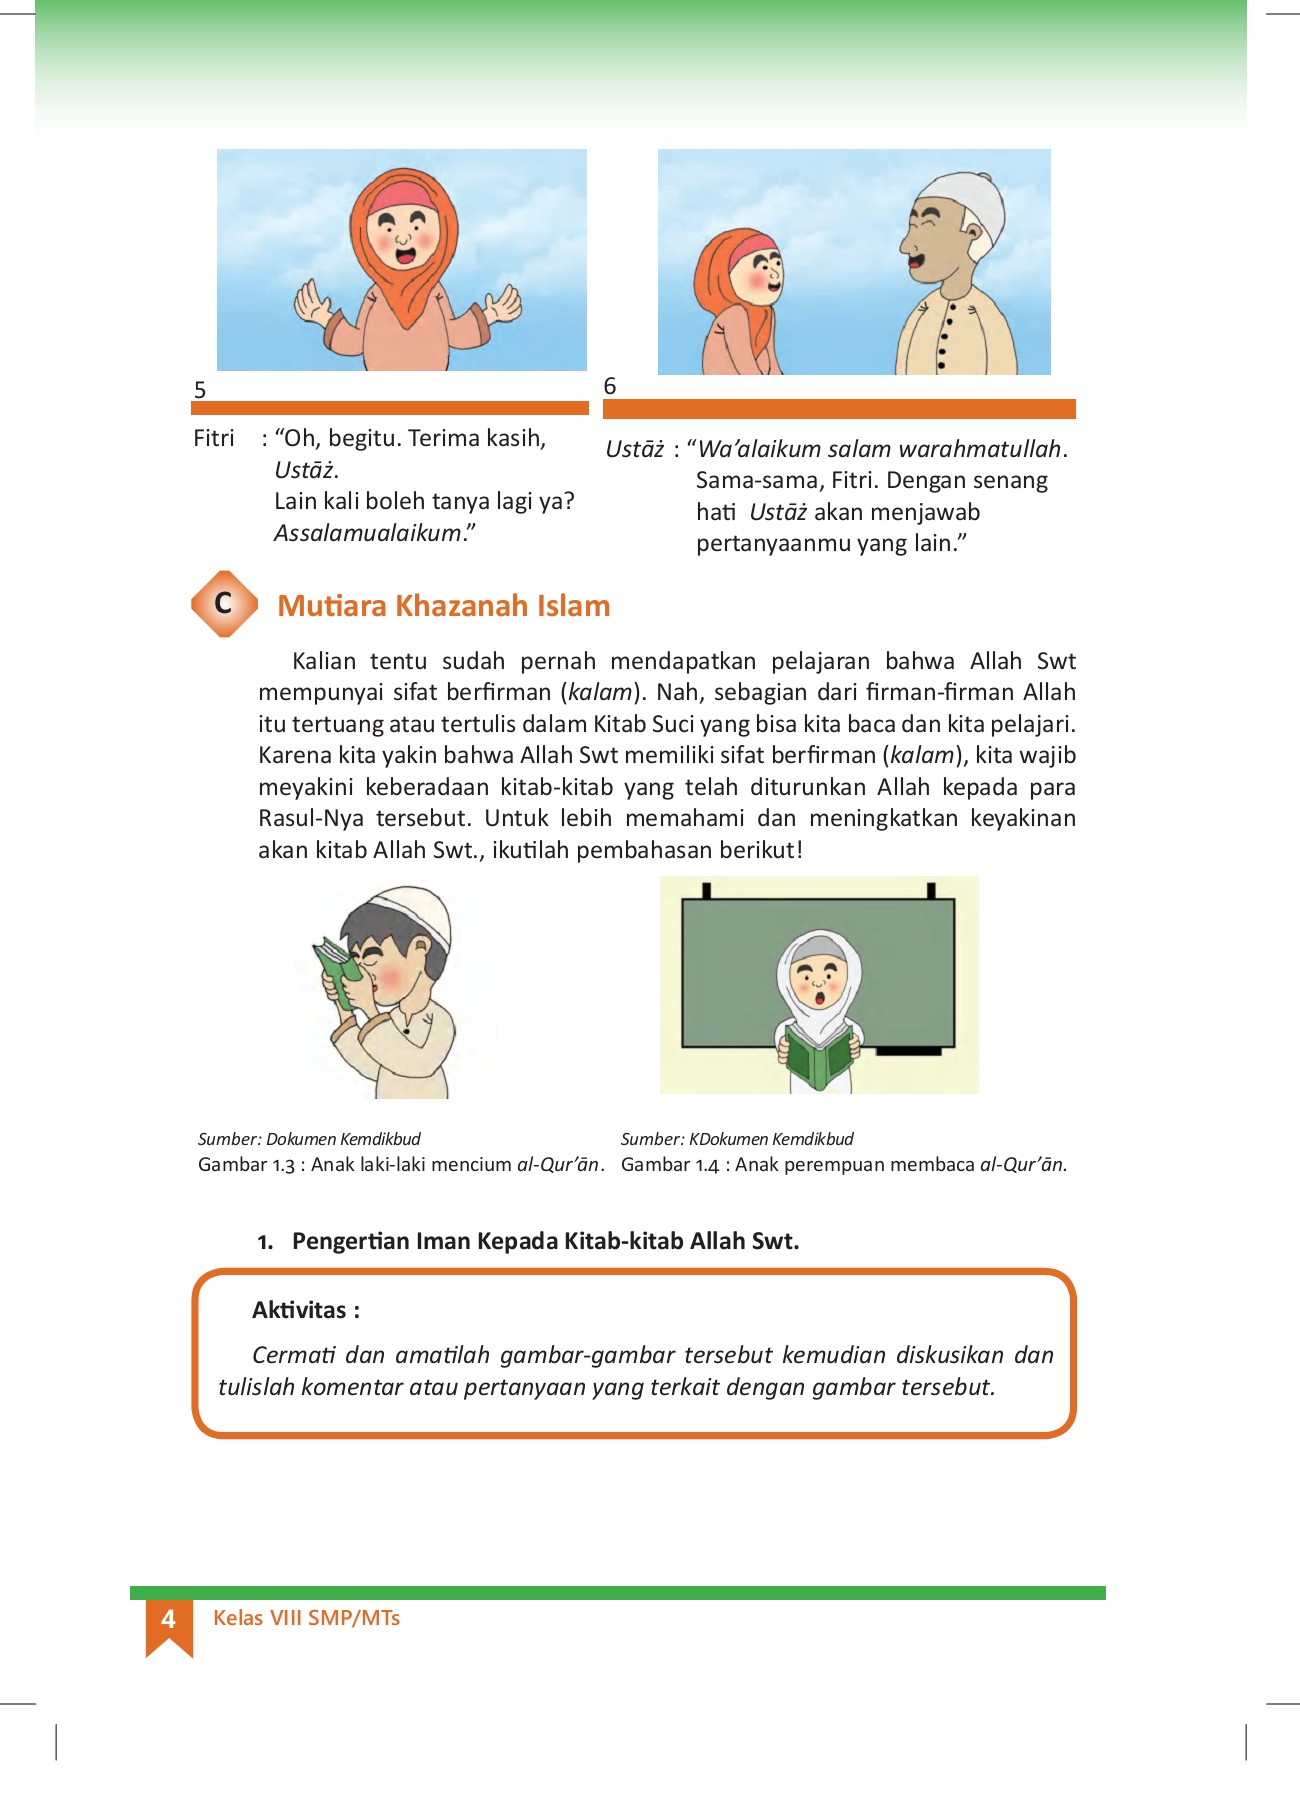 5
Fitri : “Oh, begitu. Terima kasih,
Ustāż.
Lain kali boleh tanya lagi ya?
Assalamualaikum.”
6
Ustāż : “Wa’alaikum salam warahmatullah.
Sama-sama, Fitri. Dengan senang
hati Ustāż akan menjawab
pertanyaanmu yang lain.”
C Mutiara Khazanah Islam
Kalian tentu sudah pernah mendapatkan pelajaran bahwa Allah Swt
mempunyai sifat berfirman (kalam). Nah, sebagian dari firman-firman Allah
itu tertuang atau tertulis dalam Kitab Suci yang bisa kita baca dan kita pelajari.
Karena kita yakin bahwa Allah Swt memiliki sifat berfirman (kalam), kita wajib
meyakini keberadaan kitab-kitab yang telah diturunkan Allah kepada para
Rasul-Nya tersebut. Untuk lebih memahami dan meningkatkan keyakinan
akan kitab Allah Swt., ikutilah pembahasan berikut!
Sumber: Dokumen Kemdikbud
Gambar 1.3 : Anak laki-laki mencium al-Qur’ān.
Sumber: KDokumen Kemdikbud
Gambar 1.4 : Anak perempuan membaca al-Qur’ān.
1. Pengertian Iman Kepada Kitab-kitab Allah Swt.
Aktivitas :
Cermati dan amatilah gambar-gambar tersebut kemudian diskusikan dan
tulislah komentar atau pertanyaan yang terkait dengan gambar tersebut.
4 Kelas VIII SMP/MTs